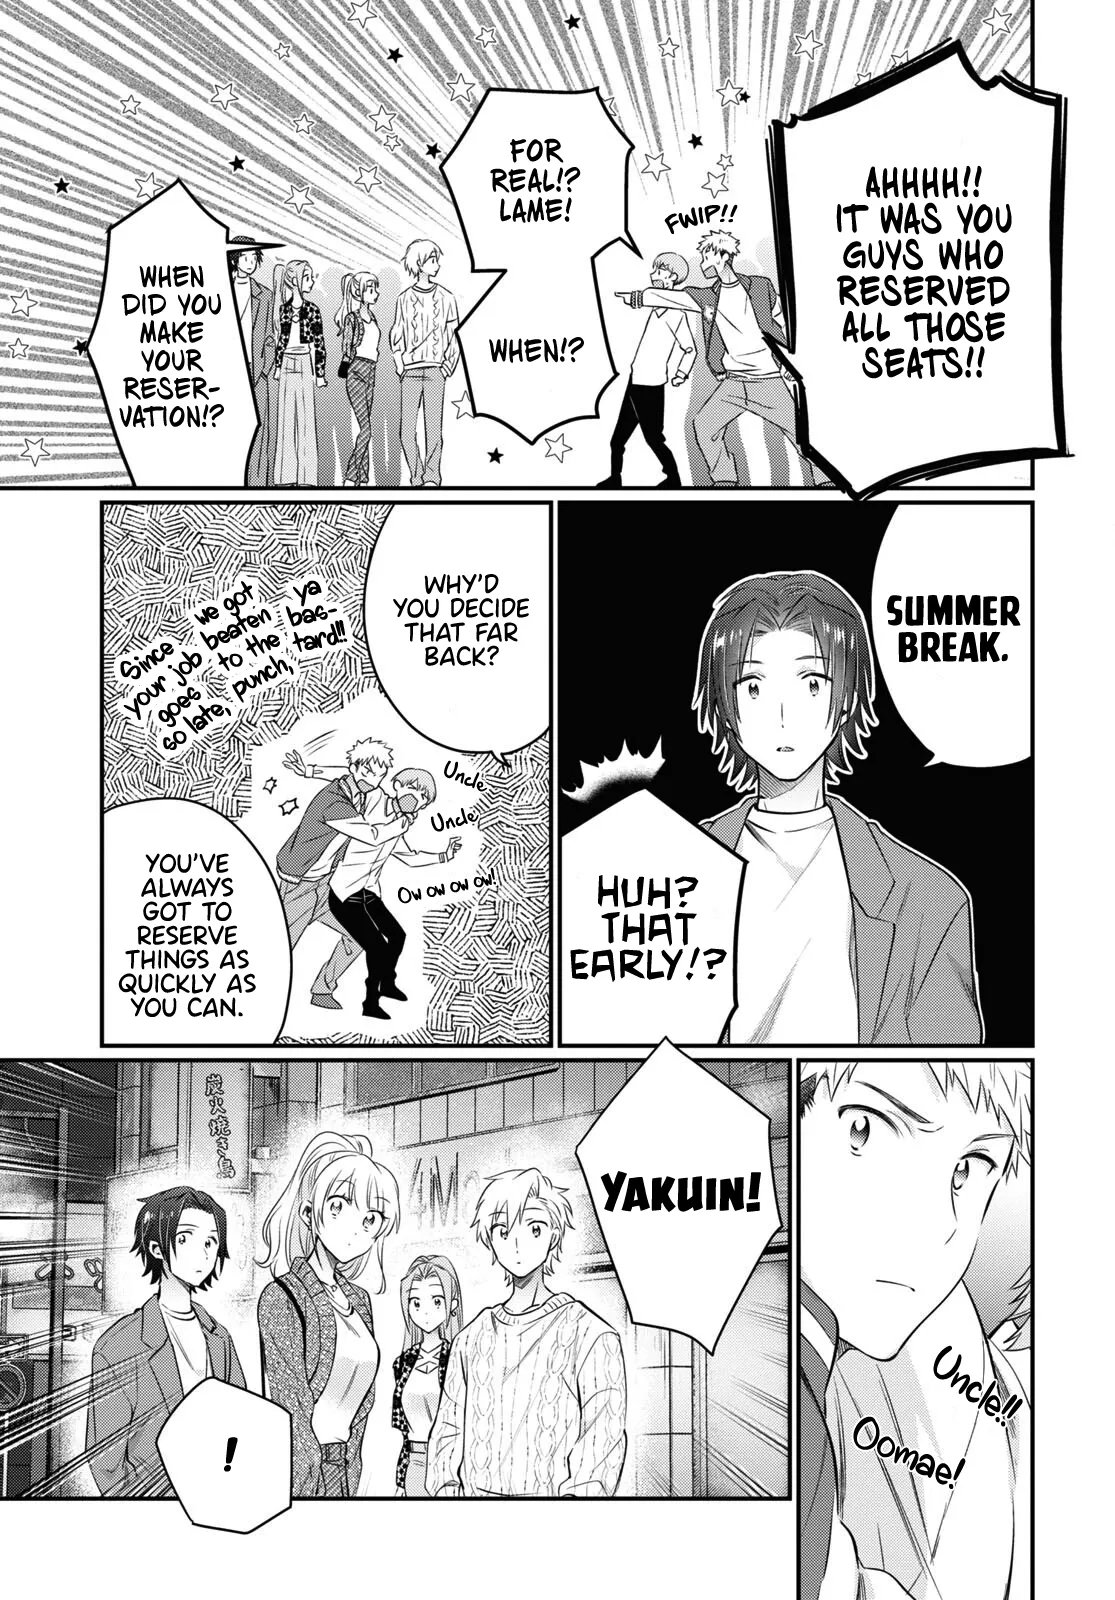 AHHHH!!
IT WAS YOU
GUYS WHO
RESERVED
ALL THOSE
SEATS!!
FWIP!!
FOR
REAL!?
LAME!
WHEN!?
WHEN
DID YOU
MAKE
YOUR
RESER-
VATION!?
SUMMER
BREAK.
HUH?
THAT
EARLY!?
WHY'D
YOU DECIDE
THAT FAR
BACK?
Since we got ya
your job beaten bas-
goes to the tard!!
so late, punch,
Uncle
Uncle
OW OW OW OW!
YOU'VE
ALWAYS
GOT TO
RESERVE
THINGS AS
QUICKLY AS
YOU CAN.
Uncle!!
Oomae!
YAKUIN!
炭火焼き鳥
!